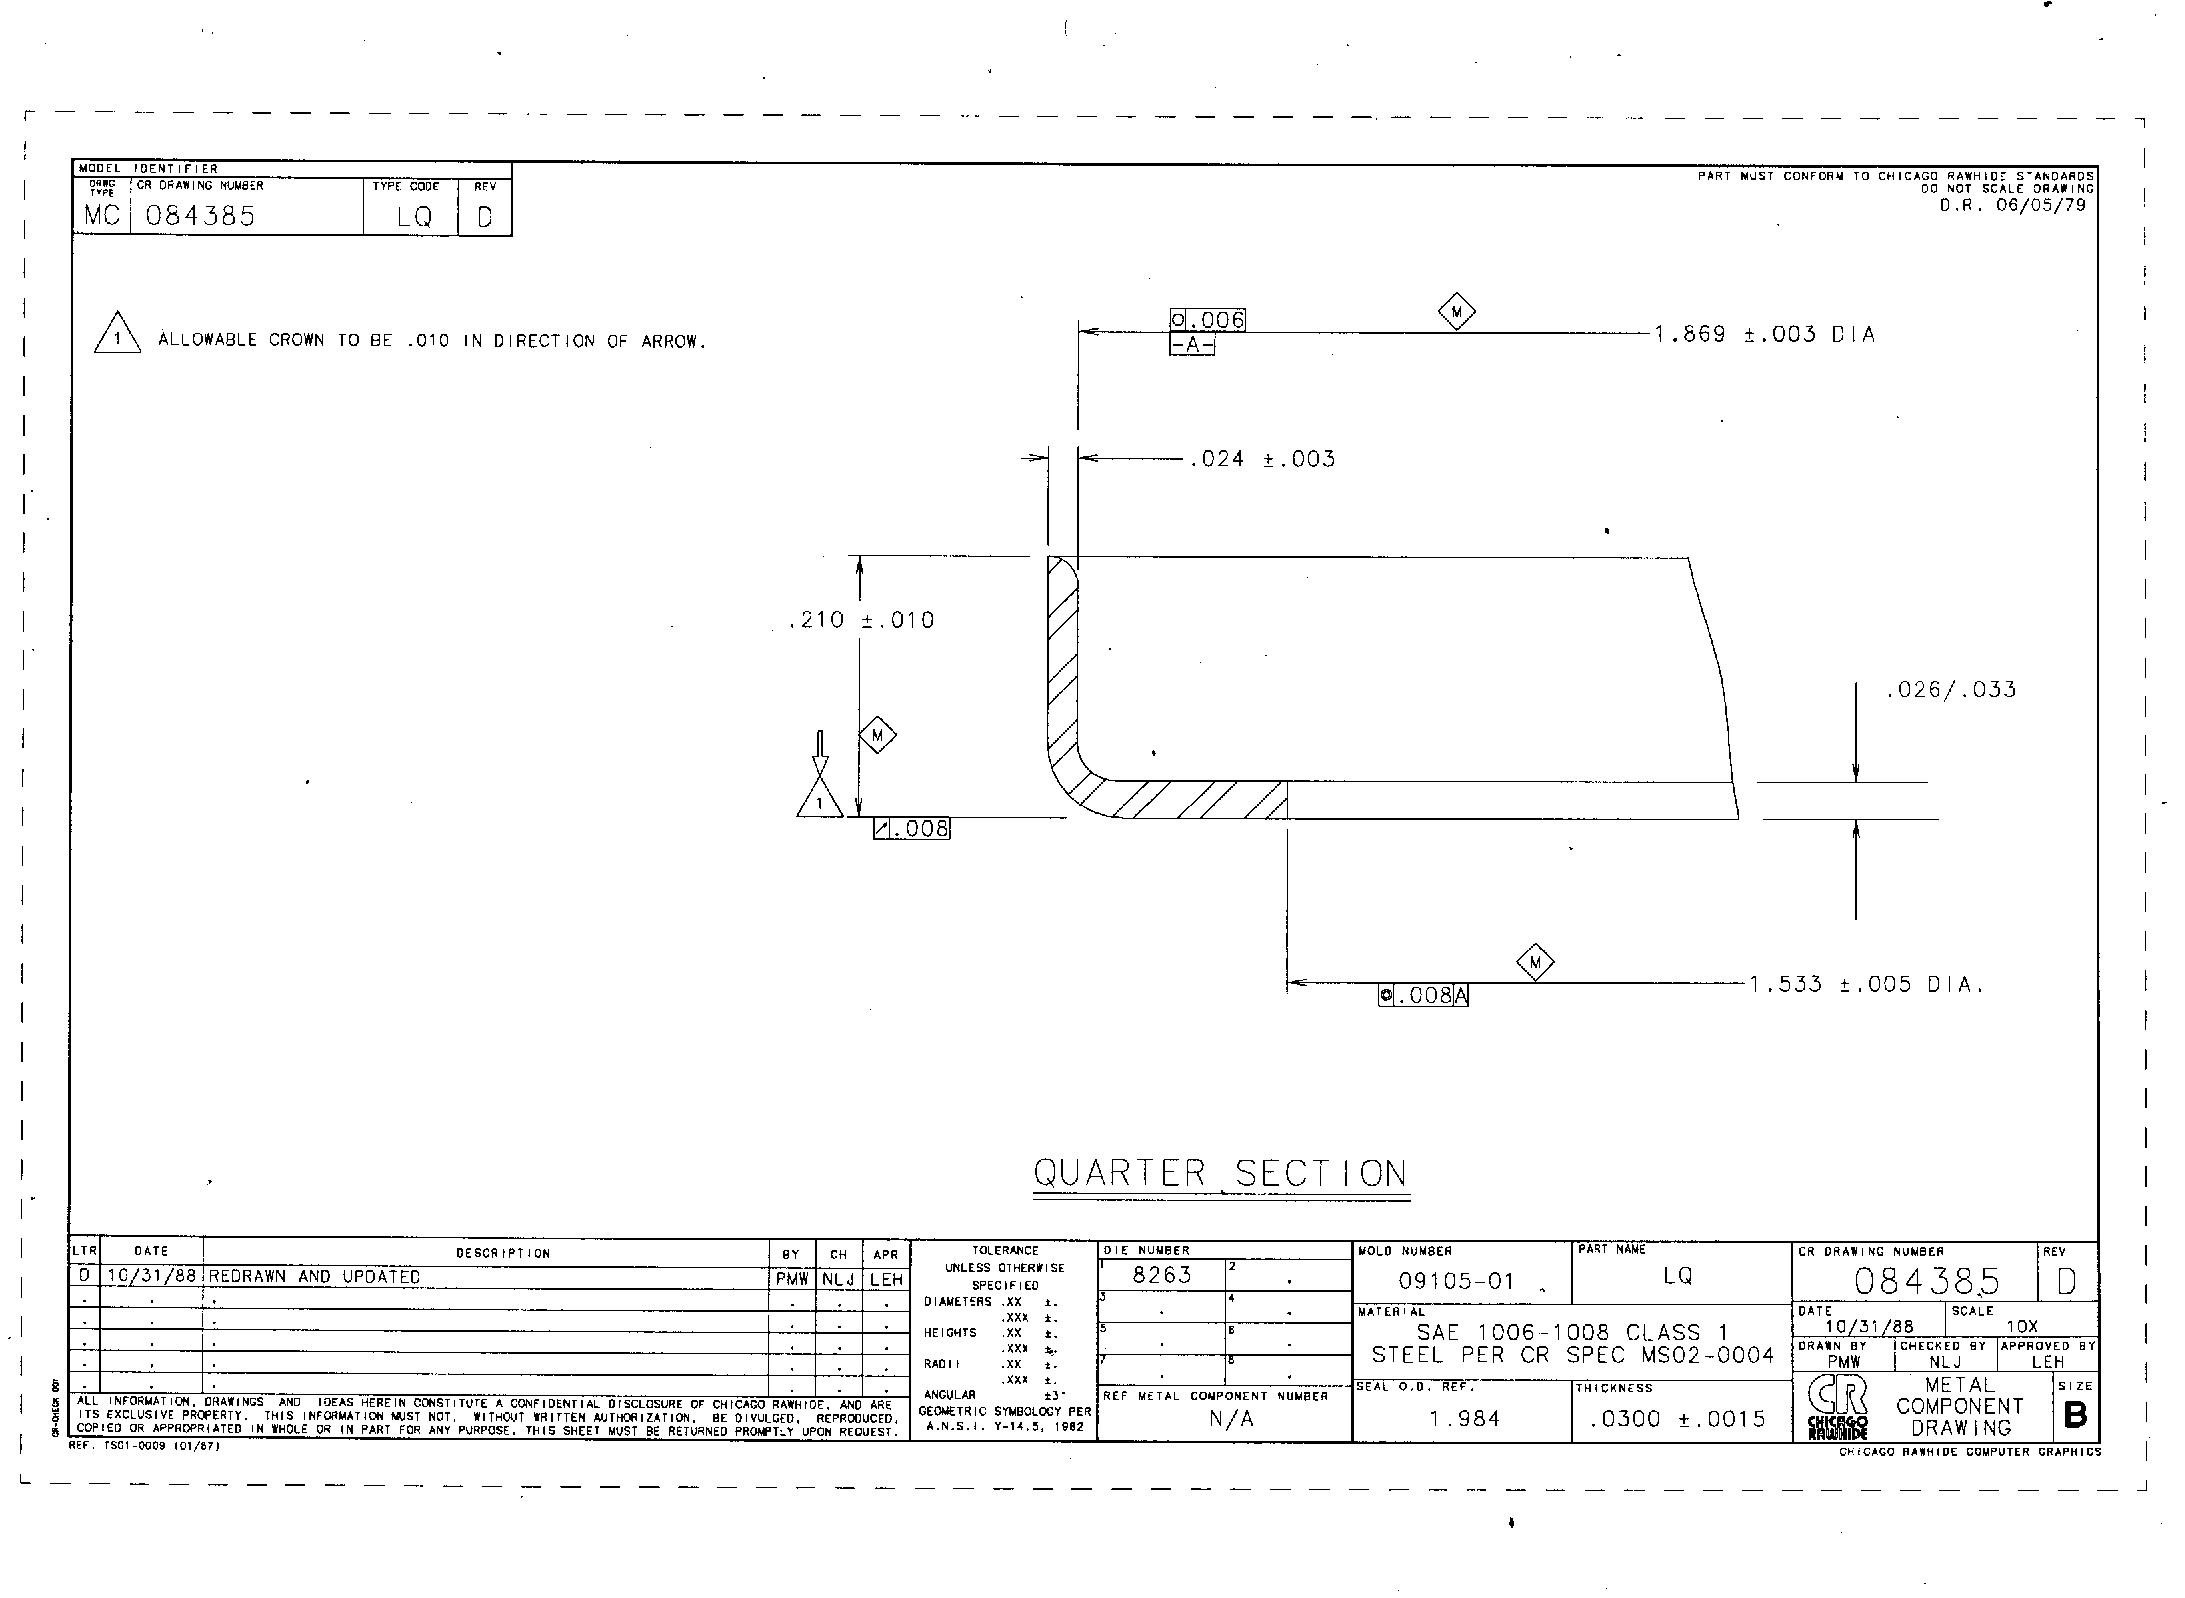 MODEL IDENTIFIER
DRWG TYPE
CR DRAWING NUMBER
TYPE CODE
REV
MC
084385
LQ
D
PART MUST CONFORM TO CHICAGO RAWHIDE STANDARDS
DO NOT SCALE DRAWING
D.R. 06/05/79
1 ALLOWABLE CROWN TO BE .010 IN DIRECTION OF ARROW.
.006
-A-
M
1.869 ±.003 DIA
.024 ±.003
.210 ±.010
M
1
.008
.026/.033
M
.008 A
1.533 ±.005 DIA.
QUARTER SECTION
LTR DATE DESCRIPTION BY CH APR
D 10/31/88 REDRAWN AND UPDATED PMW NLJ LEH
ALL INFORMATION, DRAWINGS AND IDEAS HEREIN CONSTITUTE A CONFIDENTIAL DISCLOSURE OF CHICAGO RAWHIDE, AND ARE
ITS EXCLUSIVE PROPERTY. THIS INFORMATION MUST NOT, WITHOUT WRITTEN AUTHORIZATION, BE DIVULGED, REPRODUCED,
COPIED OR APPROPRIATED IN WHOLE OR IN PART FOR ANY PURPOSE. THIS SHEET MUST BE RETURNED PROMPTLY UPON REQUEST.
TOLERANCE
UNLESS OTHERWISE
SPECIFIED
DIAMETERS .XX ±.
.XXX ±.
HEIGHTS .XX ±.
.XXX ±.
RADII .XX ±.
.XXX ±.
ANGULAR ±3°
GEOMETRIC SYMBOLOGY PER
A.N.S.I. Y-14.5, 1982
DIE NUMBER
1 8263 2
3 4
5 6
7 8
REF METAL COMPONENT NUMBER
N/A
MOLD NUMBER
09105-01
PART NAME
LQ
MATERIAL
SAE 1006-1008 CLASS 1
STEEL PER CR SPEC MS02-0004
SEAL O.D. REF.
1.984
THICKNESS
.0300 ±.0015
CR DRAWING NUMBER
084385
REV
D
DATE
10/31/88
SCALE
10X
DRAWN BY
PMW
CHECKED BY
NLJ
APPROVED BY
LEH
CR
CHICAGO
RAWHIDE
METAL
COMPONENT
DRAWING
SIZE
B
REF. TS01-0009 (01/87)
CHICAGO RAWHIDE COMPUTER GRAPHICS